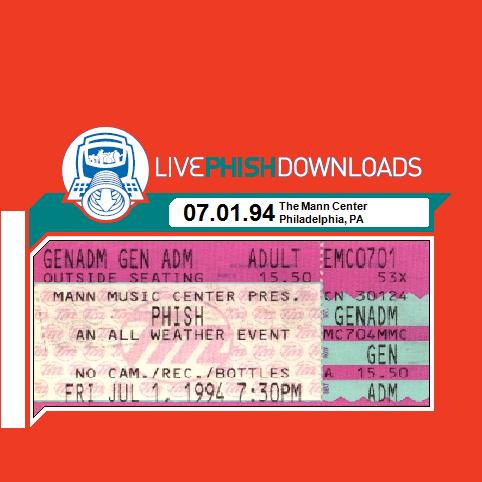 LIVEPHISHDOWNLOADS
07.01.94 The Mann Center
Philadelphia, PA
GENADM GEN ADM ADULT EMC0701
OUTSIDE SEATING 15.50 53X
MANN MUSIC CENTER PRES. CN 30124
PHISH GENADM
AN ALL WEATHER EVENT MC704MMC
GEN
NO CAM./REC./BOTTLES A 15.50
FRI JUL 1, 1994 7:30PM ADM